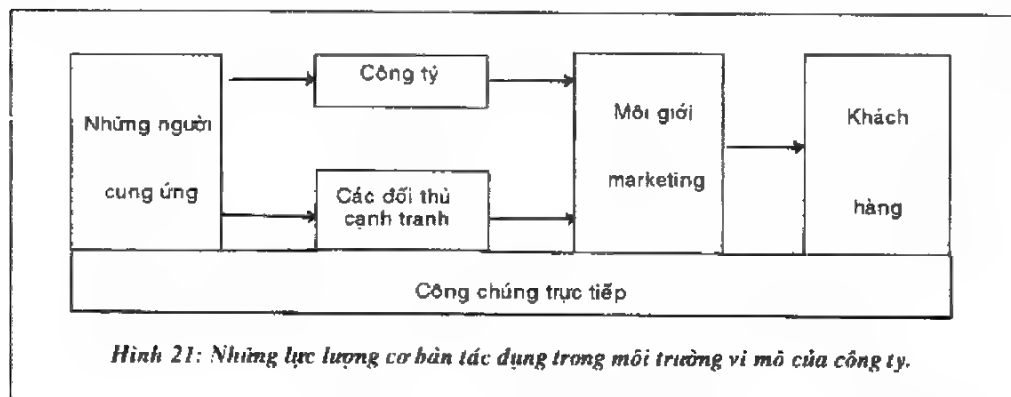 Những người
cung ứng
Công tý
Các đối thủ
cạnh tranh
Môi giới
marketing
Khách
hàng
Công chúng trực tiếp
Hình 21: Những lực lượng cơ bản tác dụng trong môi trường vi mô của công ty.